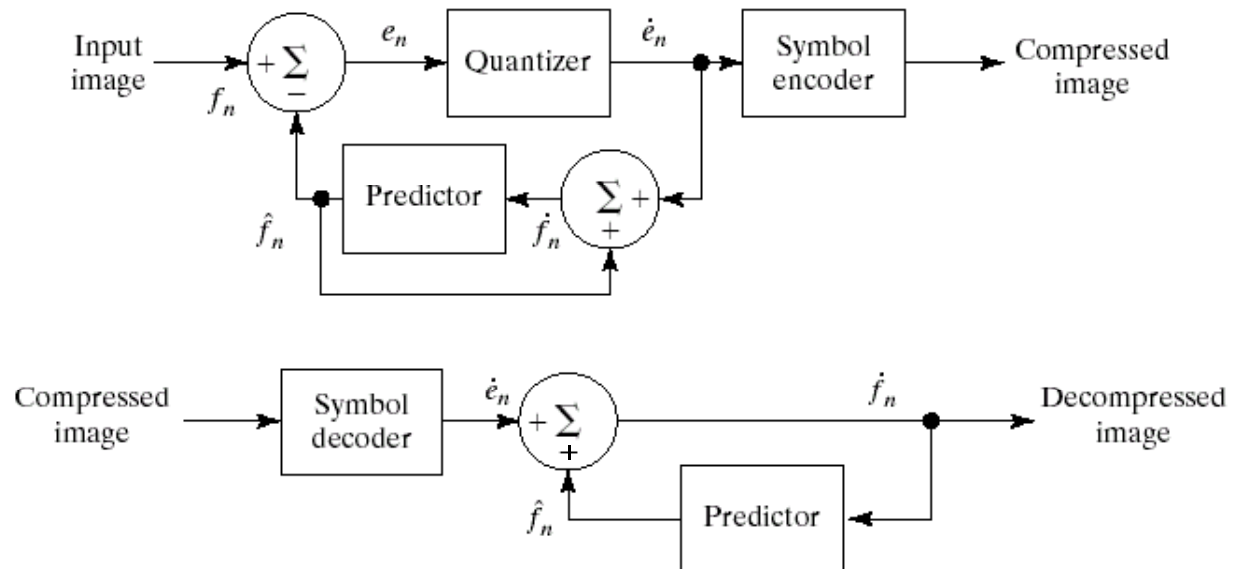 Input
image
f_n
+ Σ
−
e_n
Quantizer
ė_n
Symbol
encoder
Compressed
image
f̂_n
Predictor
ḟ_n
Σ +
+
Compressed
image
Symbol
decoder
ė_n
+ Σ
+
f̂_n
ḟ_n
Predictor
Decompressed
image